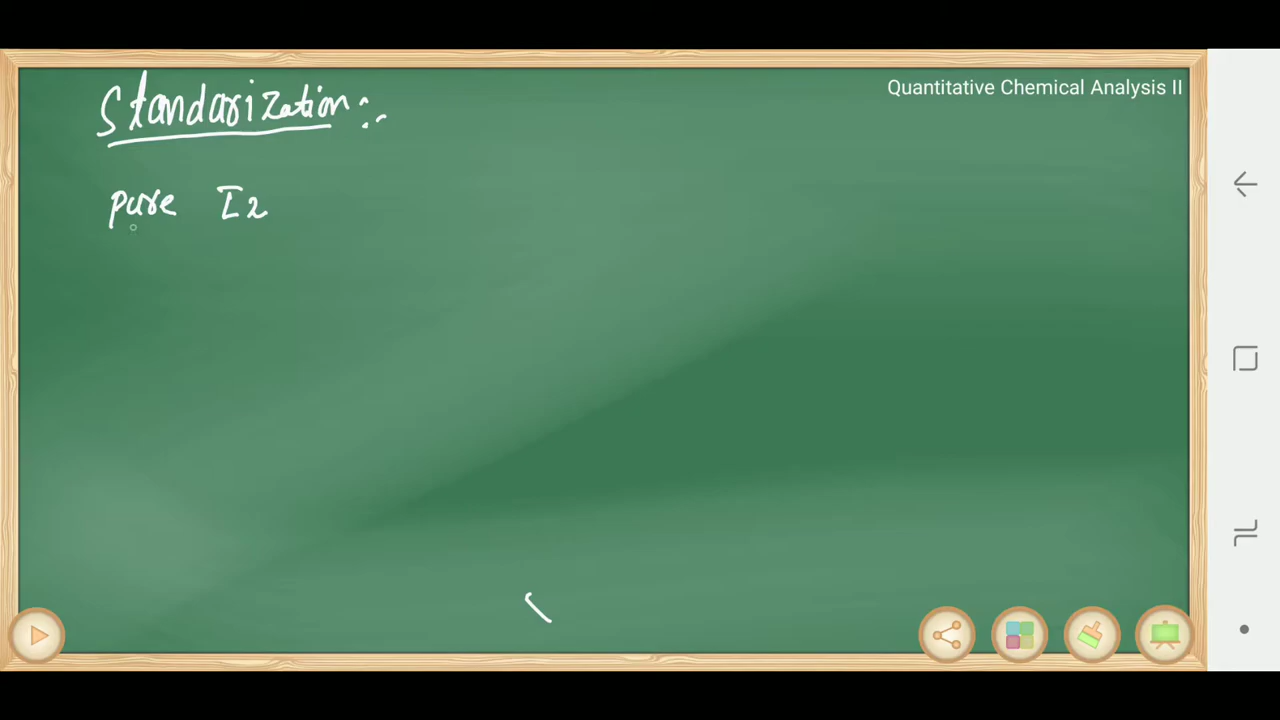 Standarization :-
Quantitative Chemical Analysis II
pure I2